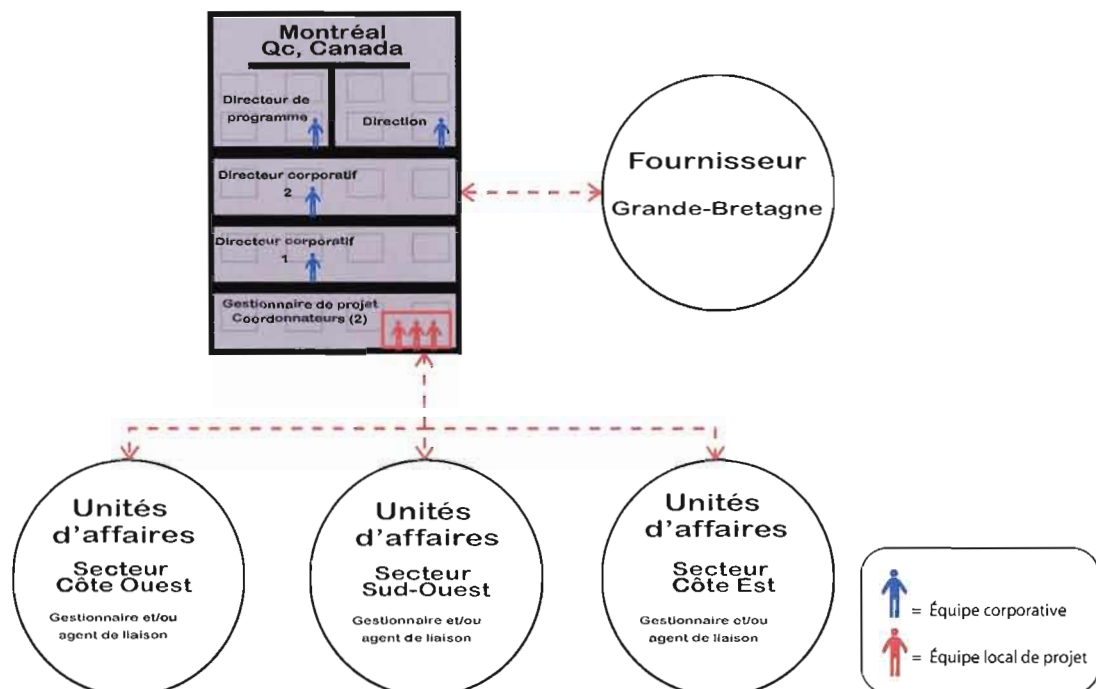 Montréal
Qc, Canada
Directeur de
programme
Direction
Directeur corporatif
2
Directeur corporatif
1
Gestionnaire de projet
Coordonnateurs (2)
Fournisseur
Grande-Bretagne
Unités
d'affaires
Secteur
Côte Ouest
Gestionnaire et/ou
agent de liaison
Unités
d'affaires
Secteur
Sud-Ouest
Gestionnaire et/ou
agent de liaison
Unités
d'affaires
Secteur
Côte Est
Gestionnaire et/ou
agent de liaison
= Équipe corporative
= Équipe local de projet